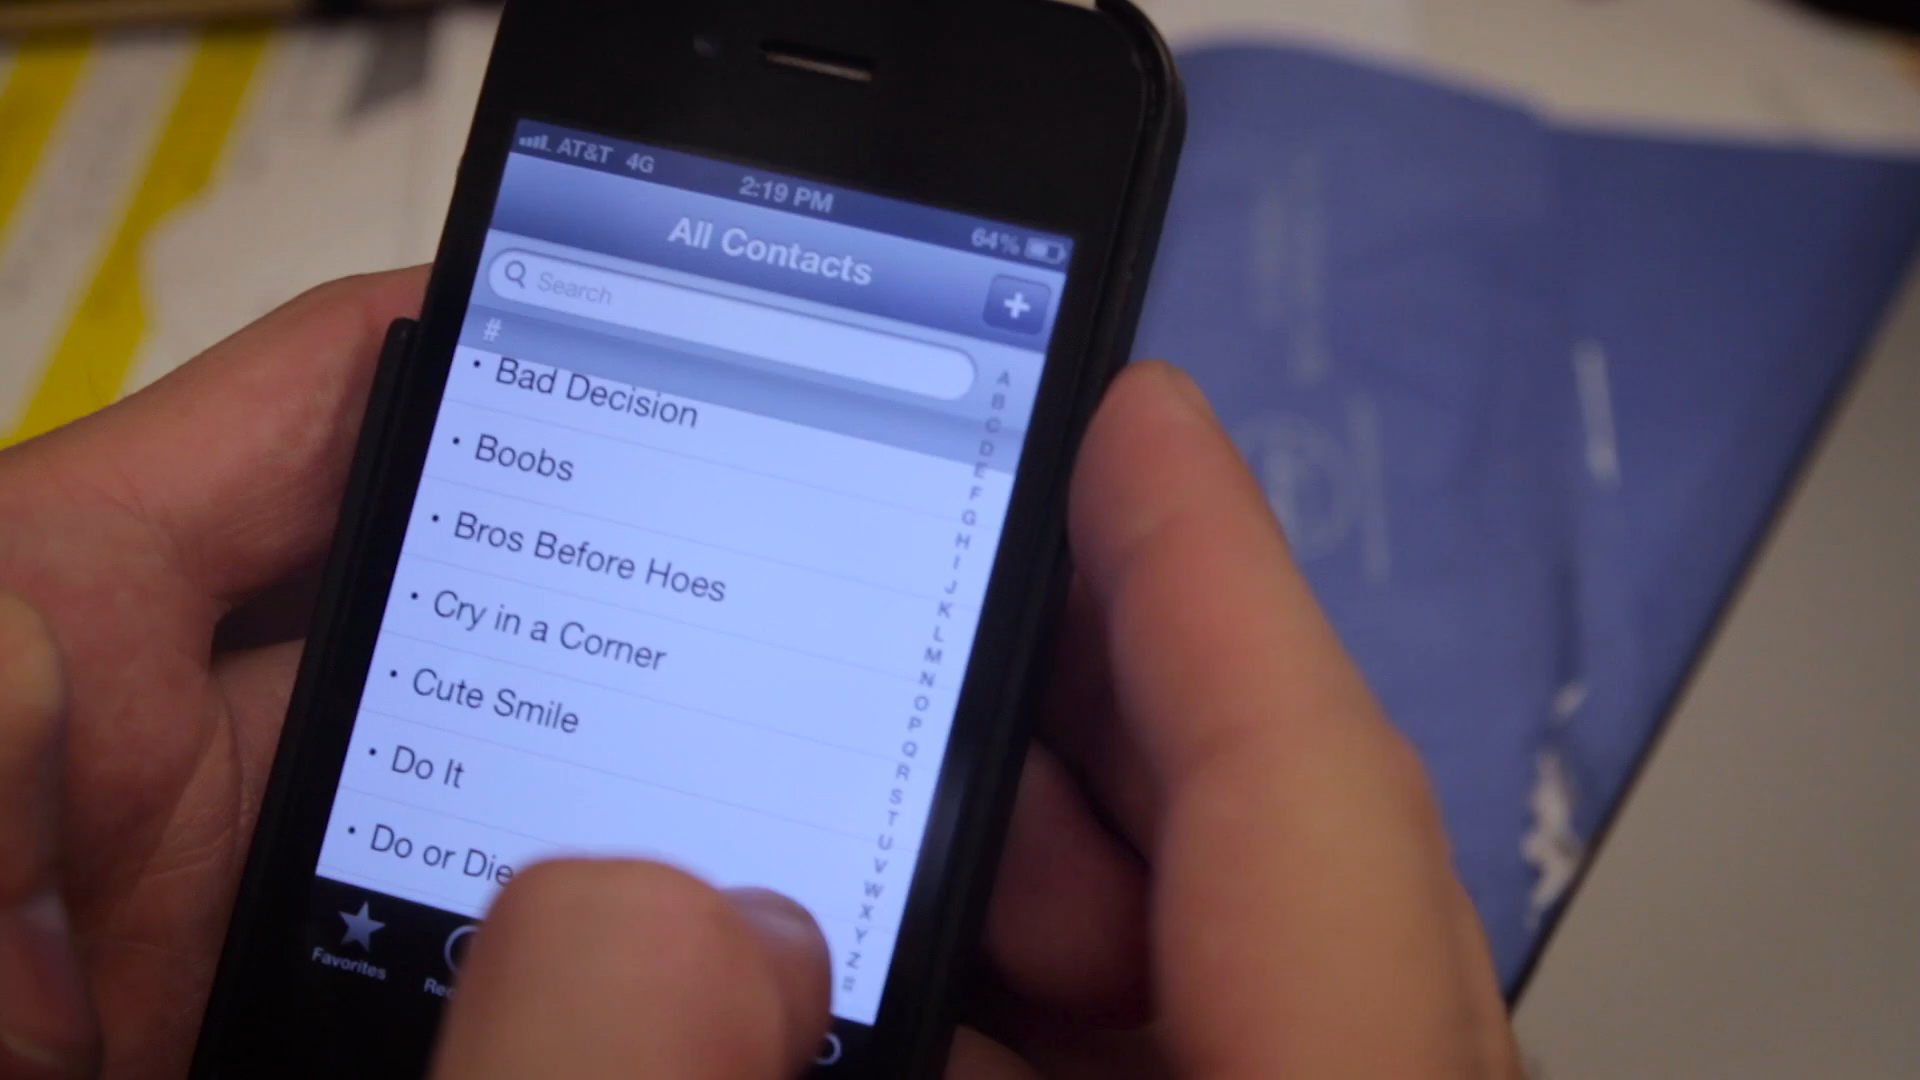 AT&T 4G 2:19 PM 64%
All Contacts
+
Search
#
• Bad Decision
• Boobs
• Bros Before Hoes
• Cry in a Corner
• Cute Smile
• Do It
• Do or Die
A
B
C
D
E
F
G
H
I
J
K
L
M
N
O
P
Q
R
S
T
U
V
W
X
Y
Z
#
Favorites